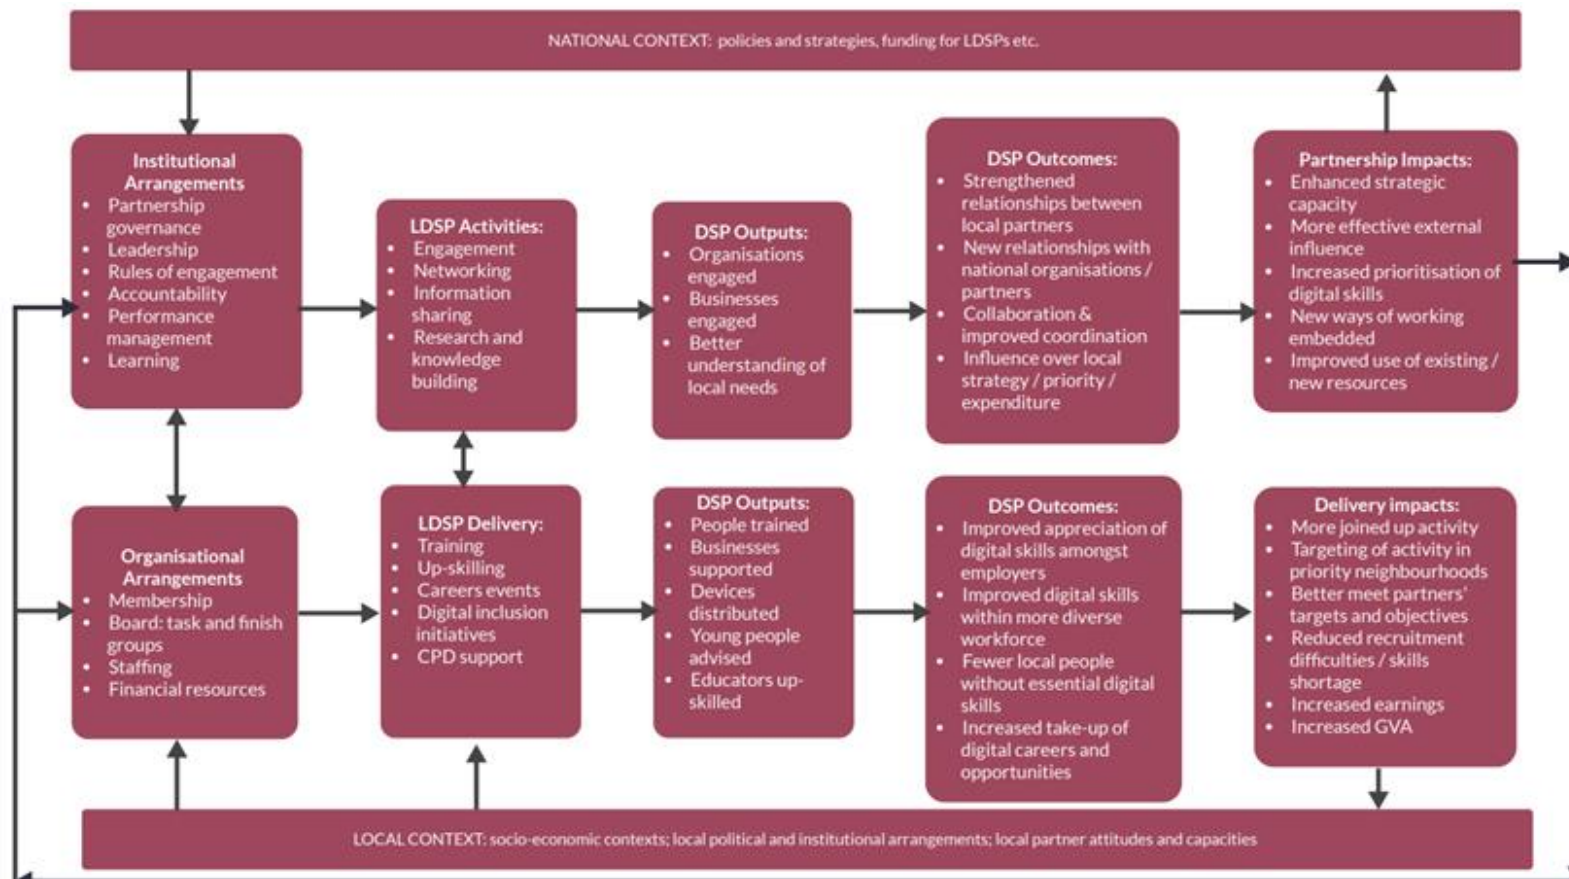 NATIONAL CONTEXT: policies and strategies, funding for LDSPs etc.
Institutional
Arrangements
• Partnership
governance
• Leadership
• Rules of engagement
• Accountability
• Performance
management
• Learning
LDSP Activities:
• Engagement
• Networking
• Information
sharing
• Research and
knowledge
building
DSP Outputs:
• Organisations
engaged
• Businesses
engaged
• Better
understanding of
local needs
DSP Outcomes:
• Strengthened
relationships between
local partners
• New relationships with
national organisations /
partners
• Collaboration &
improved coordination
• Influence over local
strategy / priority /
expenditure
Partnership Impacts:
• Enhanced strategic
capacity
• More effective external
influence
• Increased prioritisation of
digital skills
• New ways of working
embedded
• Improved use of existing /
new resources
Organisational
Arrangements
• Membership
• Board: task and finish
groups
• Staffing
• Financial resources
LDSP Delivery:
• Training
• Up-skilling
• Careers events
• Digital inclusion
initiatives
• CPD support
DSP Outputs:
• People trained
• Businesses
supported
• Devices
distributed
• Young people
advised
• Educators up-
skilled
DSP Outcomes:
• Improved appreciation of
digital skills amongst
employers
• Improved digital skills
within more diverse
workforce
• Fewer local people
without essential digital
skills
• Increased take-up of
digital careers and
opportunities
Delivery impacts:
• More joined up activity
• Targeting of activity in
priority neighbourhoods
• Better meet partners'
targets and objectives
• Reduced recruitment
difficulties / skills
shortage
• Increased earnings
• Increased GVA
LOCAL CONTEXT: socio-economic contexts; local political and institutional arrangements; local partner attitudes and capacities